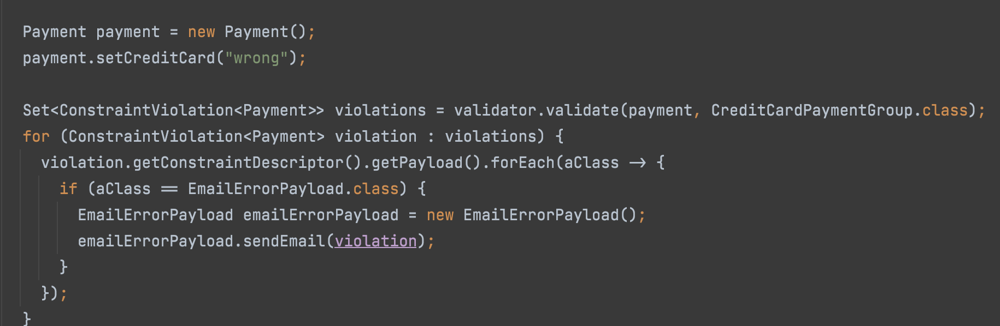 Payment payment = new Payment();
payment.setCreditCard("wrong");
Set<ConstraintViolation<Payment>> violations = validator.validate(payment, CreditCardPaymentGroup.class);
for (ConstraintViolation<Payment> violation : violations) {
violation.getConstraintDescriptor().getPayload().forEach(aClass -> {
if (aClass == EmailErrorPayload.class) {
EmailErrorPayload emailErrorPayload = new EmailErrorPayload();
emailErrorPayload.sendEmail(violation);
}
});
}